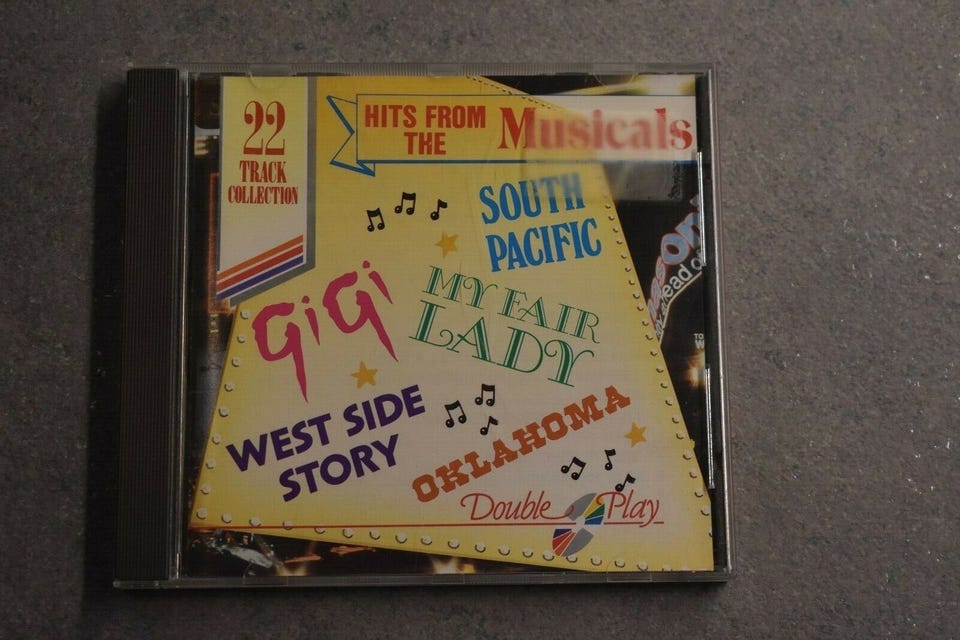 22
TRACK
COLLECTION
HITS FROM
THE
Musicals
SOUTH
PACIFIC
GiGi
MY FAIR
LADY
WEST SIDE
STORY
OKLAHOMA
Double Play